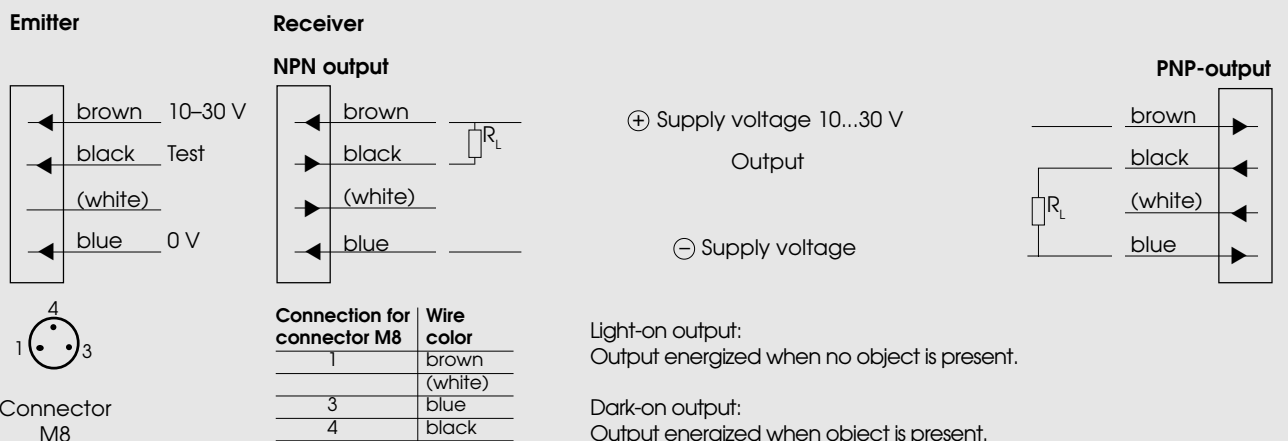 Emitter
Receiver
NPN output
PNP-output
brown 10–30 V
black Test
(white)
blue 0 V
brown
black
(white)
blue
R_L
⊕ Supply voltage 10...30 V
Output
⊖ Supply voltage
R_L
brown
black
(white)
blue
4
1 3
Connector
M8
Connection for connector M8 | Wire color
1 brown
(white)
3 blue
4 black
Light-on output:
Output energized when no object is present.
Dark-on output:
Output energized when object is present.